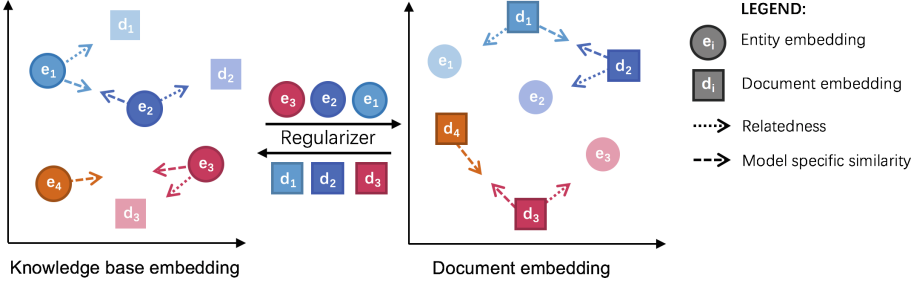 d1
e1
d2
e2
e3
e4
d3
Knowledge base embedding
e3 e2 e1
Regularizer
d1 d2 d3
d1
e1
d2
e2
d4
e3
d3
Document embedding
LEGEND:
ei Entity embedding
di Document embedding
Relatedness
Model specific similarity